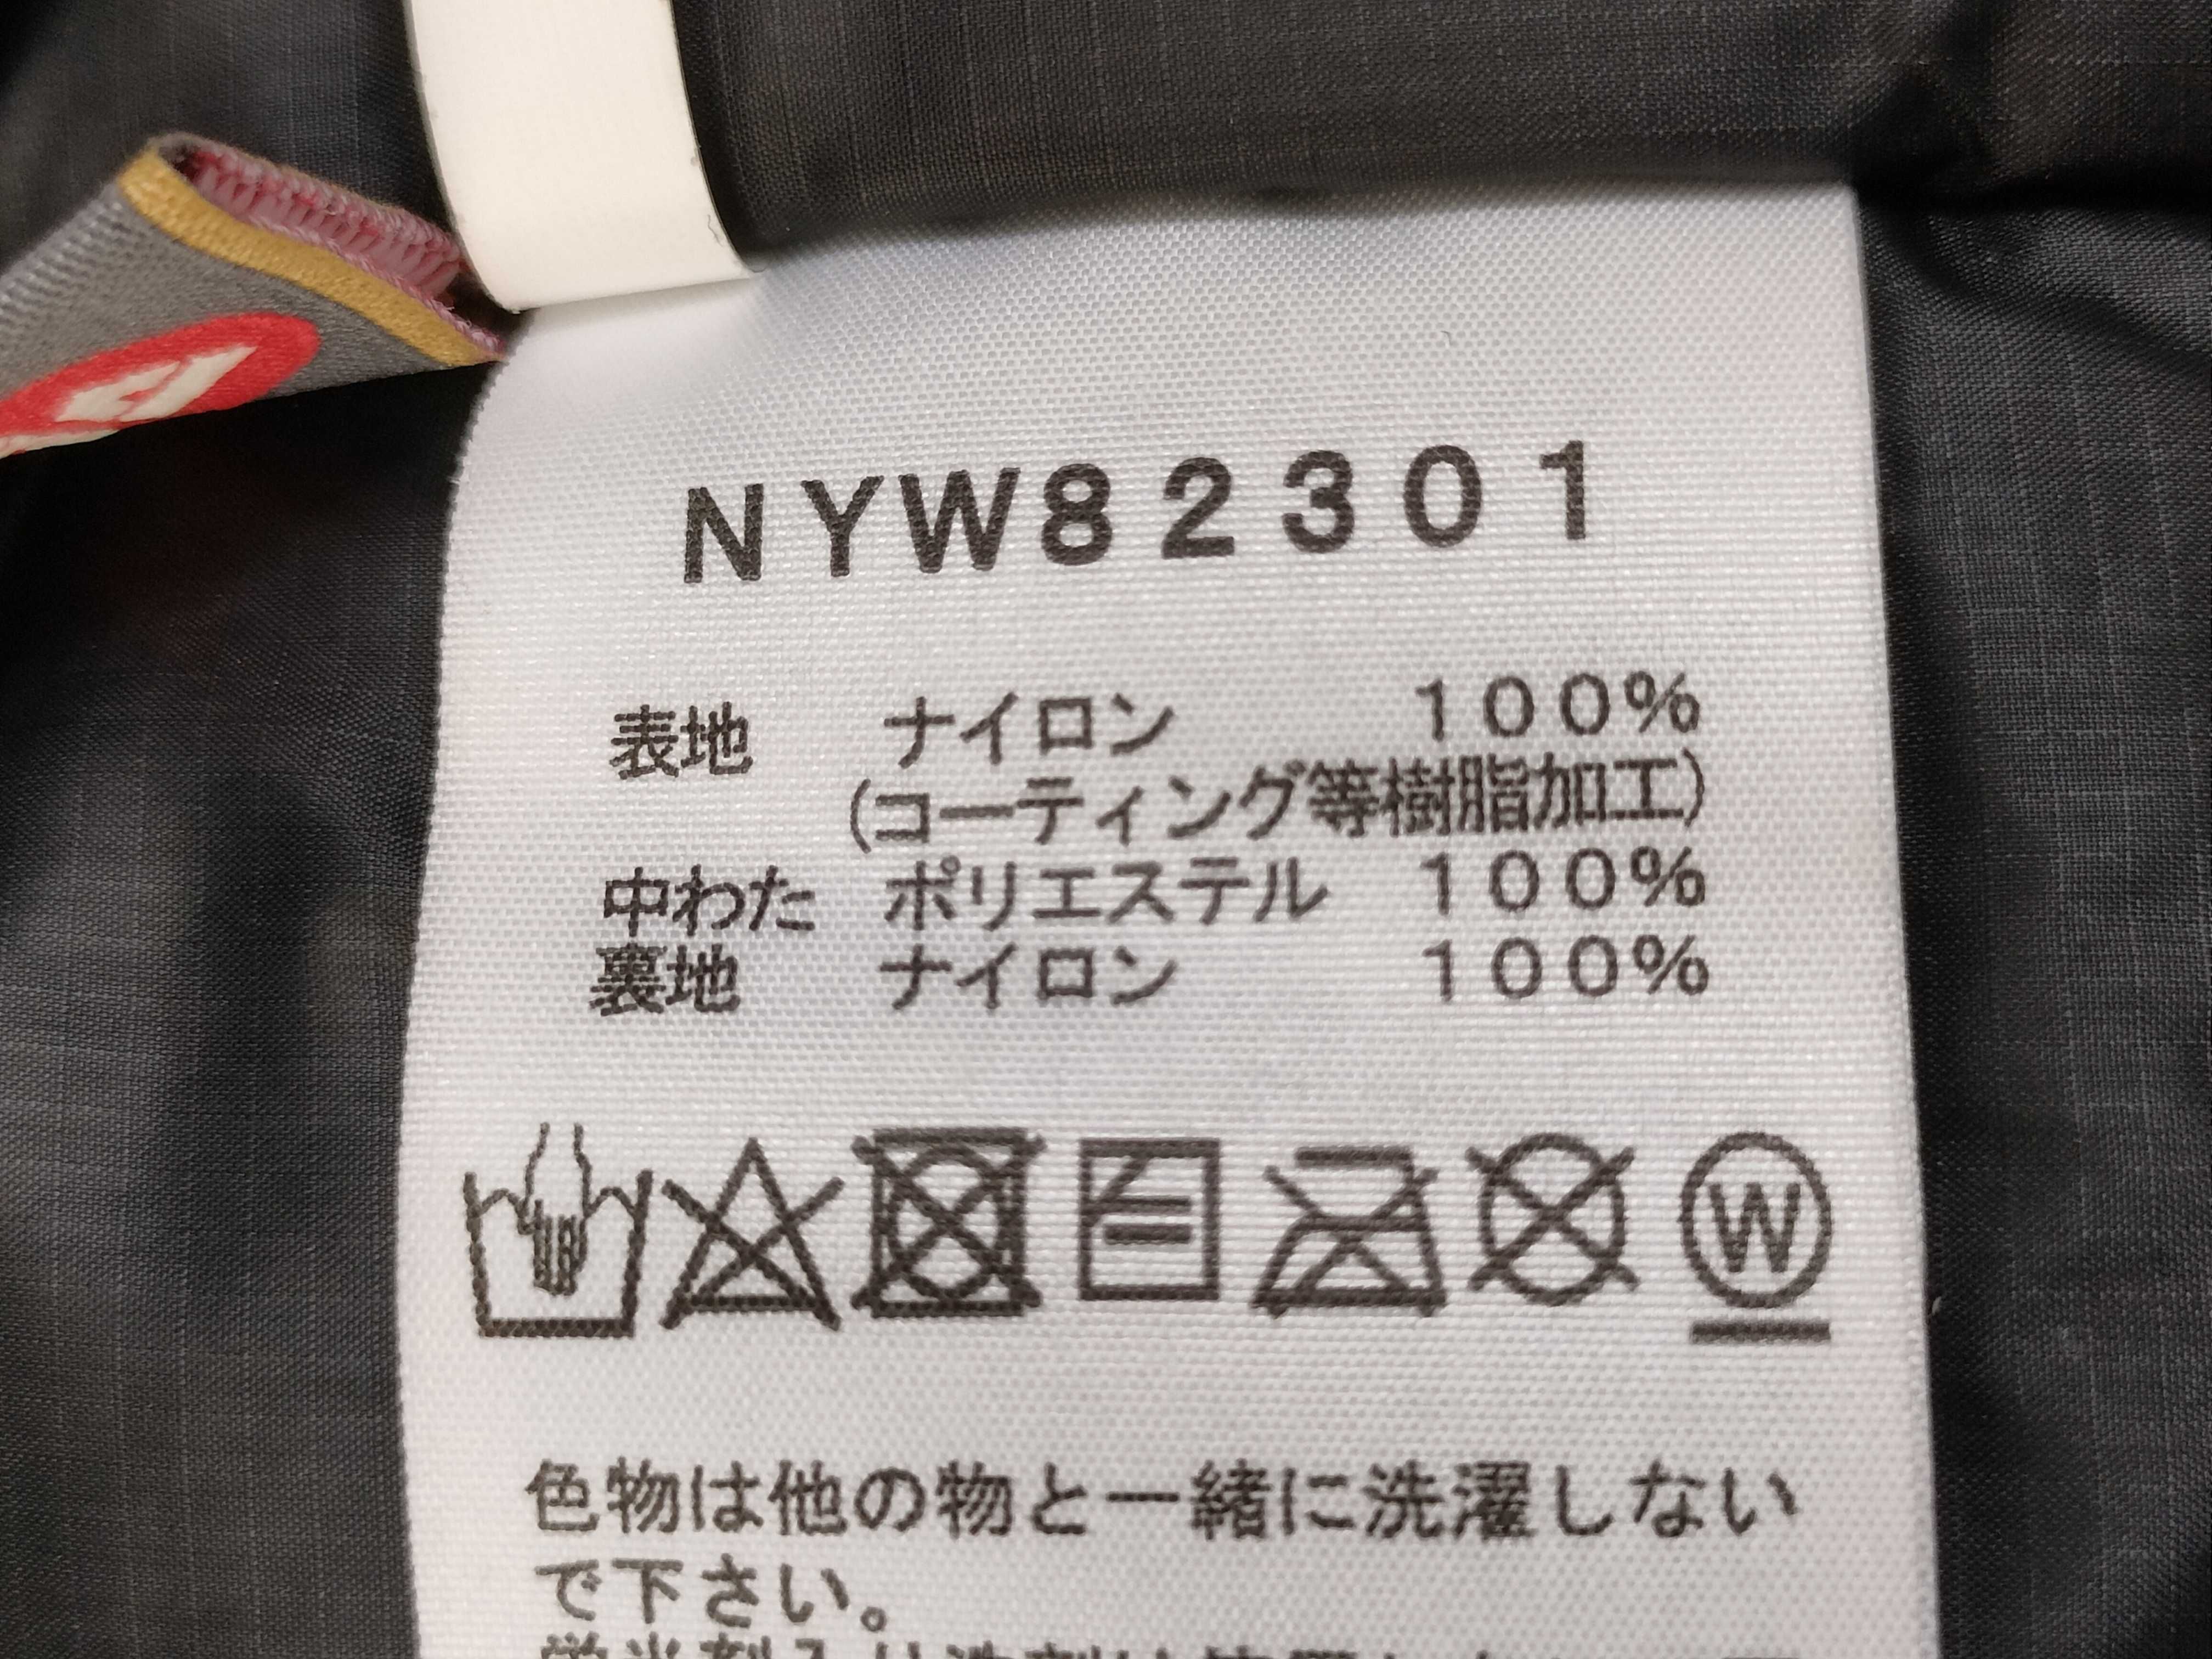 NYW82301
表地 ナイロン 100%
(コーティング等樹脂加工)
中わた ポリエステル 100%
裏地 ナイロン 100%
W
色物は他の物と一緒に洗濯しない
で下さい。